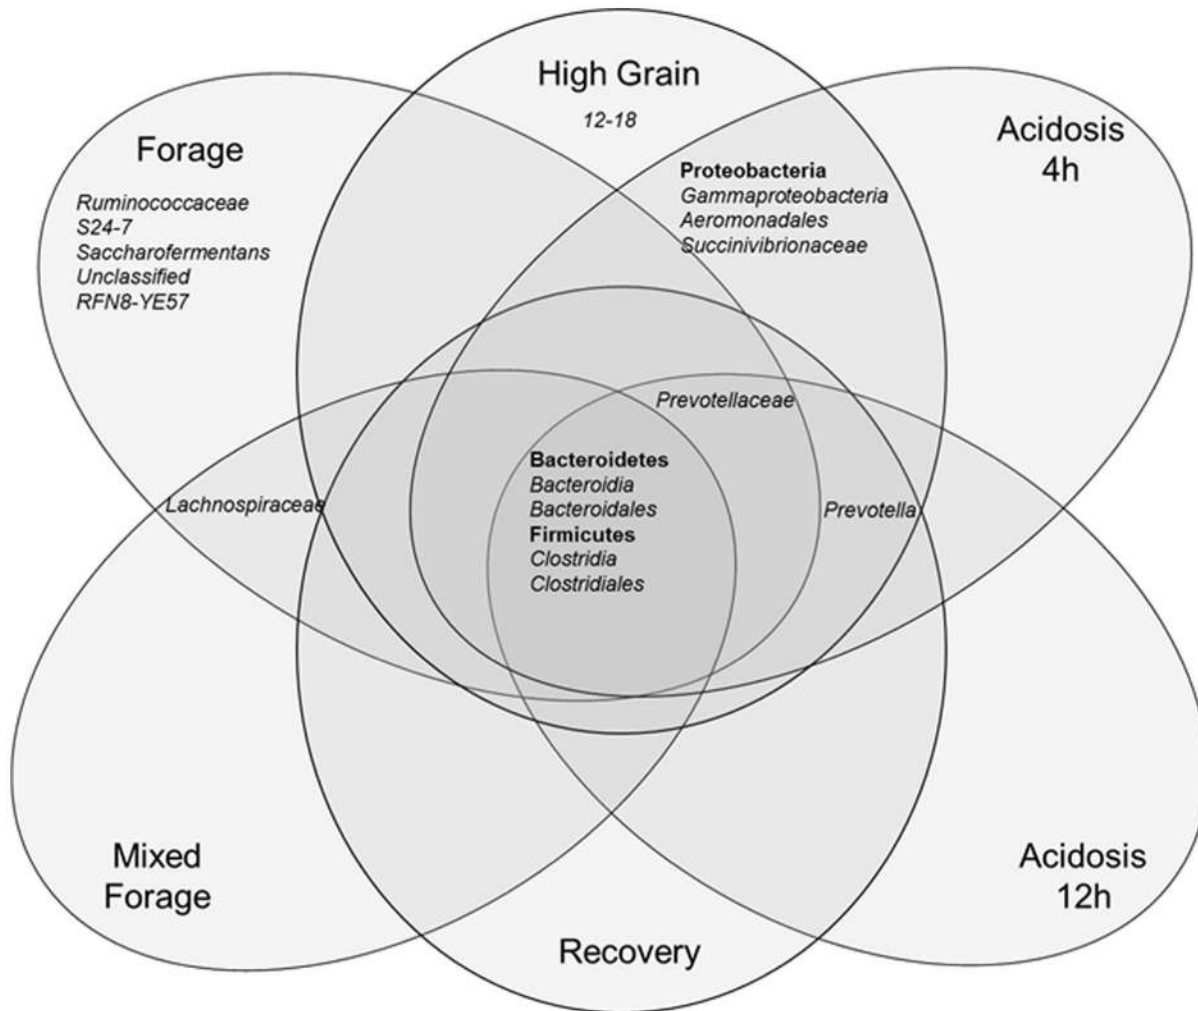 High Grain
12-18
Forage
Ruminococcaceae
S24-7
Saccharofermentans
Unclassified
RFN8-YE57
Acidosis
4h
Proteobacteria
Gammaproteobacteria
Aeromonadales
Succinivibrionaceae
Prevotellaceae
Bacteroidetes
Bacteroidia
Bacteroidales
Firmicutes
Clostridia
Clostridiales
Lachnospiraceae
Prevotella
Mixed
Forage
Recovery
Acidosis
12h